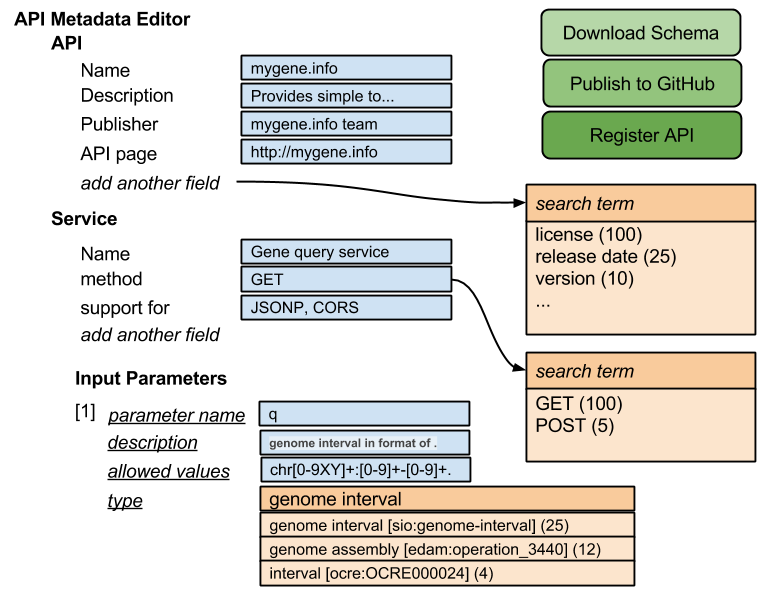 API Metadata Editor
API
Name
mygene.info
Description
Provides simple to...
Publisher
mygene.info team
API page
http://mygene.info
add another field
Download Schema
Publish to GitHub
Register API
search term
license (100)
release date (25)
version (10)
...
Service
Name
Gene query service
method
GET
support for
JSONP, CORS
add another field
search term
GET (100)
POST (5)
Input Parameters
[1] parameter name
q
description
genome interval in format of .
allowed values
chr[0-9XY]+:[0-9]+-[0-9]+.
type
genome interval
genome interval [sio:genome-interval] (25)
genome assembly [edam:operation_3440] (12)
interval [ocre:OCRE000024] (4)